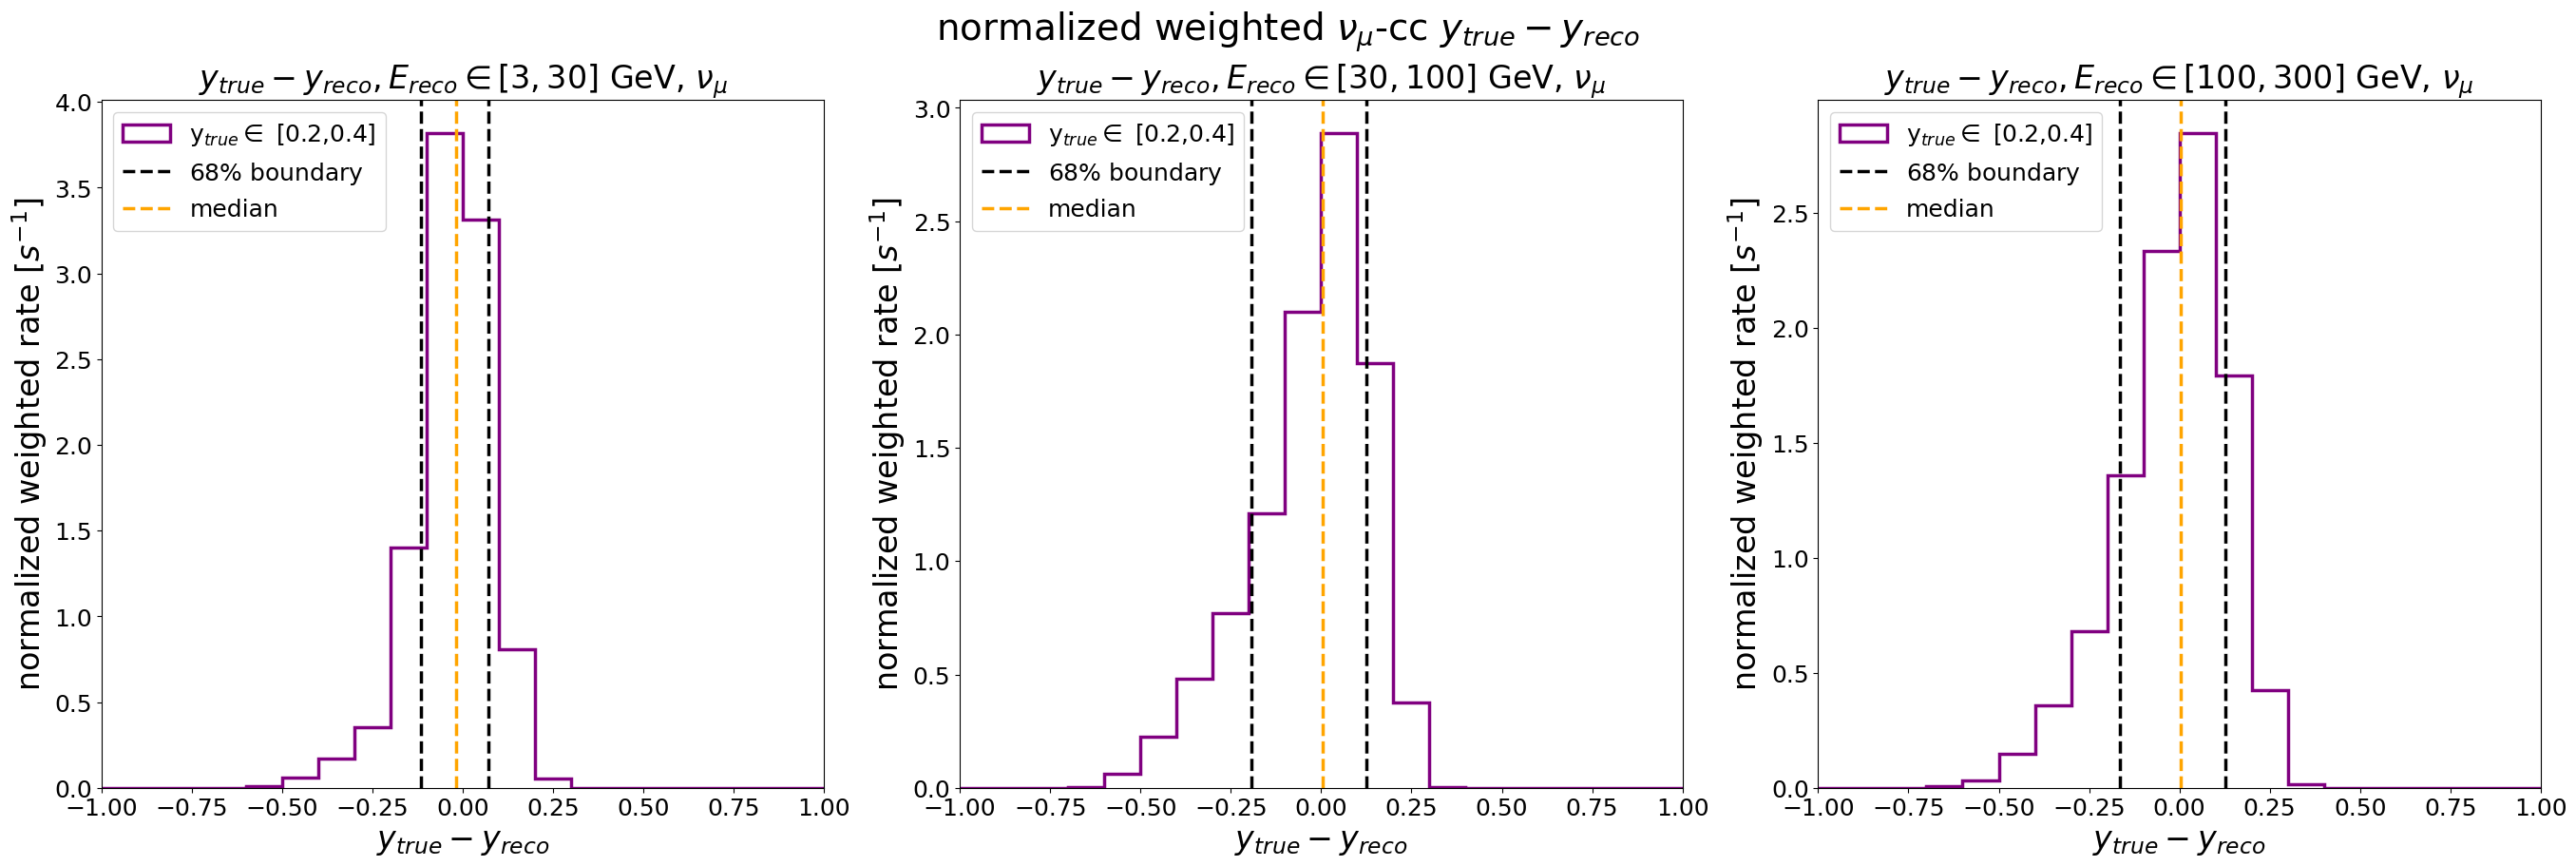 normalized weighted νμ-cc ytrue − yreco
ytrue − yreco, Ereco ∈ [3, 30] GeV, νμ
4.0
3.5
3.0
2.5
2.0
1.5
1.0
0.5
0.0
normalized weighted rate [s−1]
ytrue ∈ [0.2,0.4]
68% boundary
median
−1.00 −0.75 −0.50 −0.25 0.00 0.25 0.50 0.75 1.00
ytrue − yreco
ytrue − yreco, Ereco ∈ [30, 100] GeV, νμ
3.0
2.5
2.0
1.5
1.0
0.5
0.0
normalized weighted rate [s−1]
ytrue ∈ [0.2,0.4]
68% boundary
median
−1.00 −0.75 −0.50 −0.25 0.00 0.25 0.50 0.75 1.00
ytrue − yreco
ytrue − yreco, Ereco ∈ [100, 300] GeV, νμ
2.5
2.0
1.5
1.0
0.5
0.0
normalized weighted rate [s−1]
ytrue ∈ [0.2,0.4]
68% boundary
median
−1.00 −0.75 −0.50 −0.25 0.00 0.25 0.50 0.75 1.00
ytrue − yreco